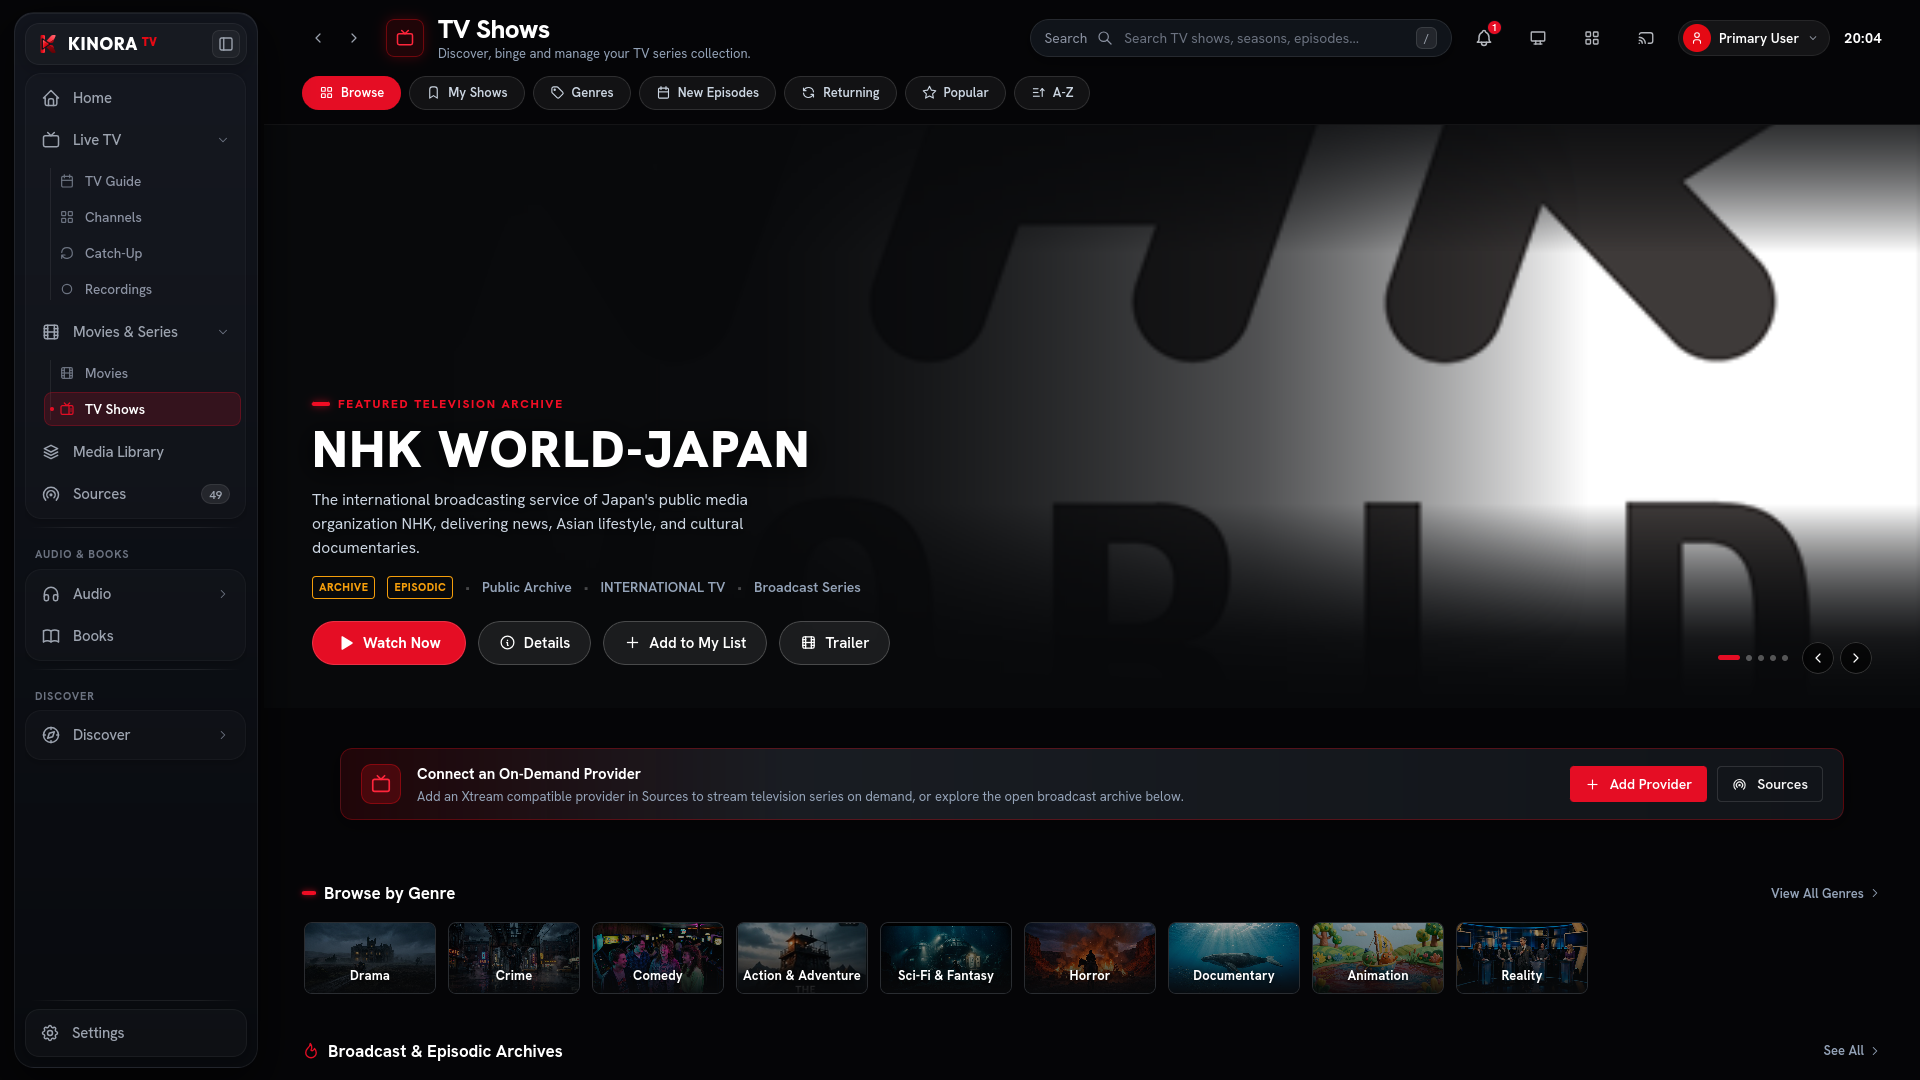 KINORA TV
Home
Live TV
TV Guide
Channels
Catch-Up
Recordings
Movies & Series
Movies
TV Shows
Media Library
Sources 49
AUDIO & BOOKS
Audio
Books
DISCOVER
Discover
Settings
TV Shows
Discover, binge and manage your TV series collection.
Search Search TV shows, seasons, episodes... /
1
Primary User
20:04
Browse
My Shows
Genres
New Episodes
Returning
Popular
A-Z
FEATURED TELEVISION ARCHIVE
NHK WORLD-JAPAN
The international broadcasting service of Japan's public media
organization NHK, delivering news, Asian lifestyle, and cultural
documentaries.
ARCHIVE EPISODIC • Public Archive • INTERNATIONAL TV • Broadcast Series
Watch Now
Details
Add to My List
Trailer
HK
ORLD
Connect an On-Demand Provider
Add an Xtream compatible provider in Sources to stream television series on demand, or explore the open broadcast archive below.
Add Provider
Sources
Browse by Genre
View All Genres
Drama
Crime
Comedy
Action & Adventure
THE
Sci-Fi & Fantasy
Horror
Documentary
Animation
Reality
Broadcast & Episodic Archives
See All